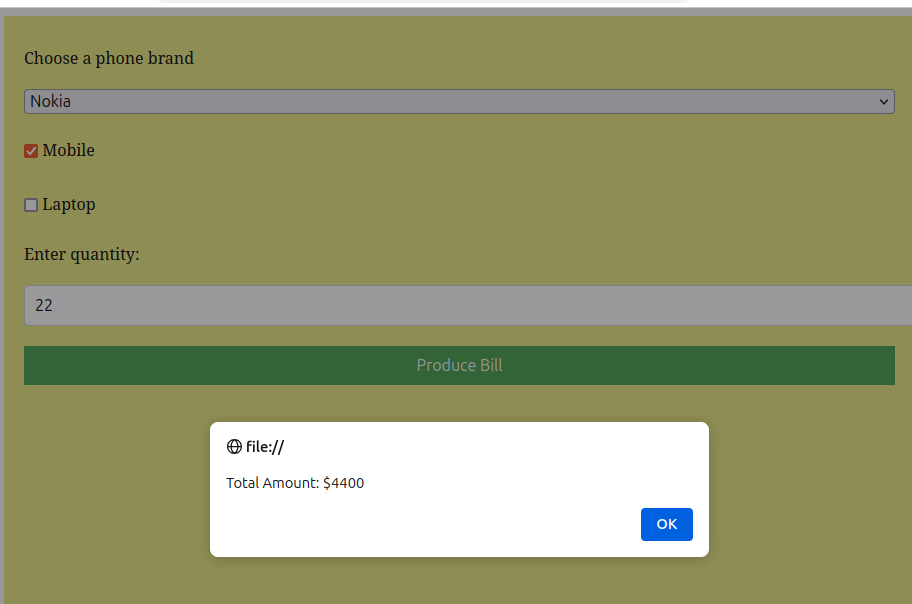 Choose a phone brand
Nokia
Mobile
Laptop
Enter quantity:
22
Produce Bill
file://
Total Amount: $4400
OK